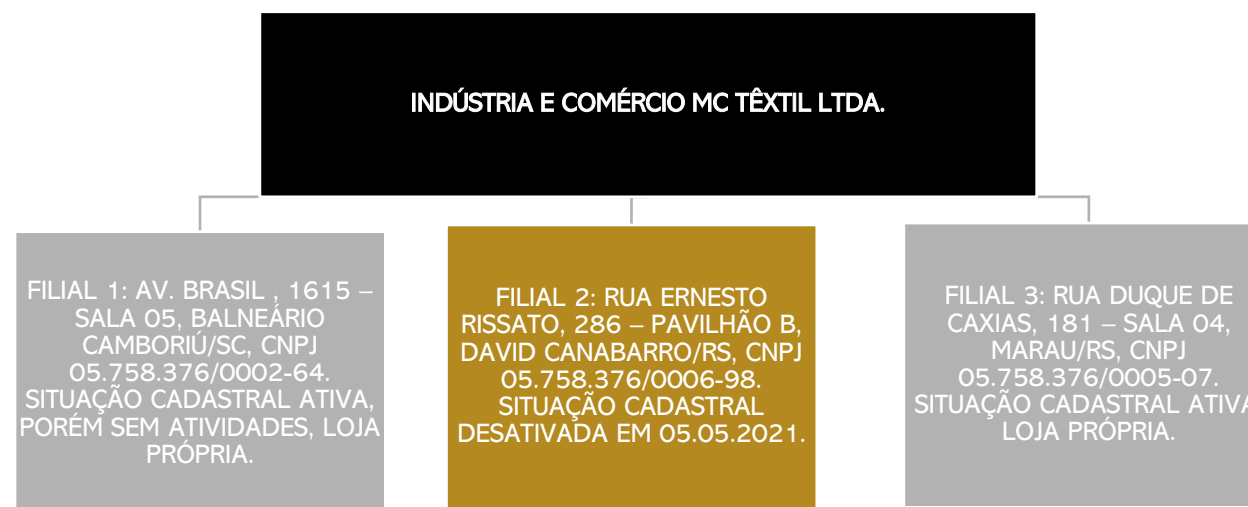 INDÚSTRIA E COMÉRCIO MC TÊXTIL LTDA.
FILIAL 1: AV. BRASIL , 1615 –
SALA 05, BALNEÁRIO
CAMBORIÚ/SC, CNPJ
05.758.376/0002-64.
SITUAÇÃO CADASTRAL ATIVA,
PORÉM SEM ATIVIDADES, LOJA
PRÓPRIA.
FILIAL 2: RUA ERNESTO
RISSATO, 286 – PAVILHÃO B,
DAVID CANABARRO/RS, CNPJ
05.758.376/0006-98.
SITUAÇÃO CADASTRAL
DESATIVADA EM 05.05.2021.
FILIAL 3: RUA DUQUE DE
CAXIAS, 181 – SALA 04,
MARAU/RS, CNPJ
05.758.376/0005-07.
SITUAÇÃO CADASTRAL ATIVA
LOJA PRÓPRIA.